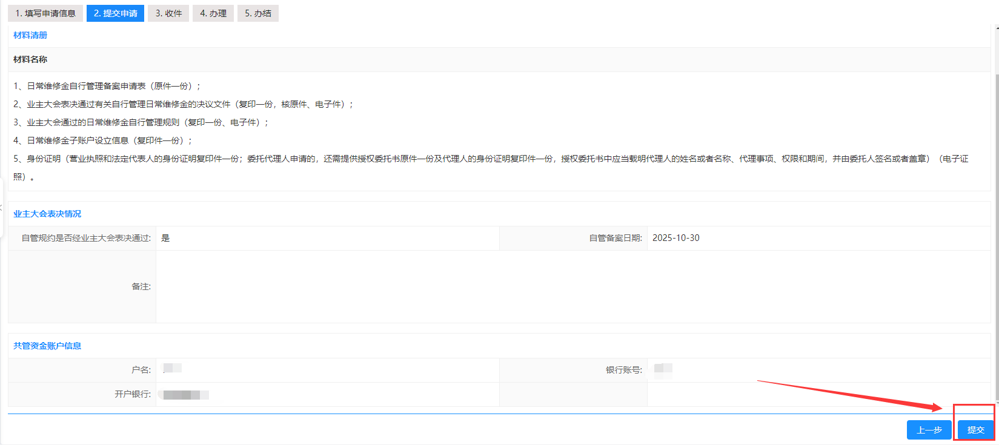 1. 填写申请信息 2. 提交申请 3. 收件 4. 办理 5. 办结
材料清册
材料名称
1、日常维修金自行管理备案申请表（原件一份）；
2、业主大会表决通过有关自行管理日常维修金的决议文件（复印一份，核原件、电子件）；
3、业主大会通过的日常维修金自行管理规则（复印一份、电子件）；
4、日常维修金子账户设立信息（复印件一份）；
5、身份证明（营业执照和法定代表人的身份证明复印件一份；委托代理人申请的，还需提供授权委托书原件一份及代理人的身份证明复印件一份，授权委托书中应当载明代理人的姓名或者名称、代理事项、权限和期间，并由委托人签名或者盖章）（电子证
照）。
业主大会表决情况
自管规约是否经业主大会表决通过: 是 自管备案日期: 2025-10-30
备注:
共管资金账户信息
户名: 银行账号:
开户银行:
上一步 提交